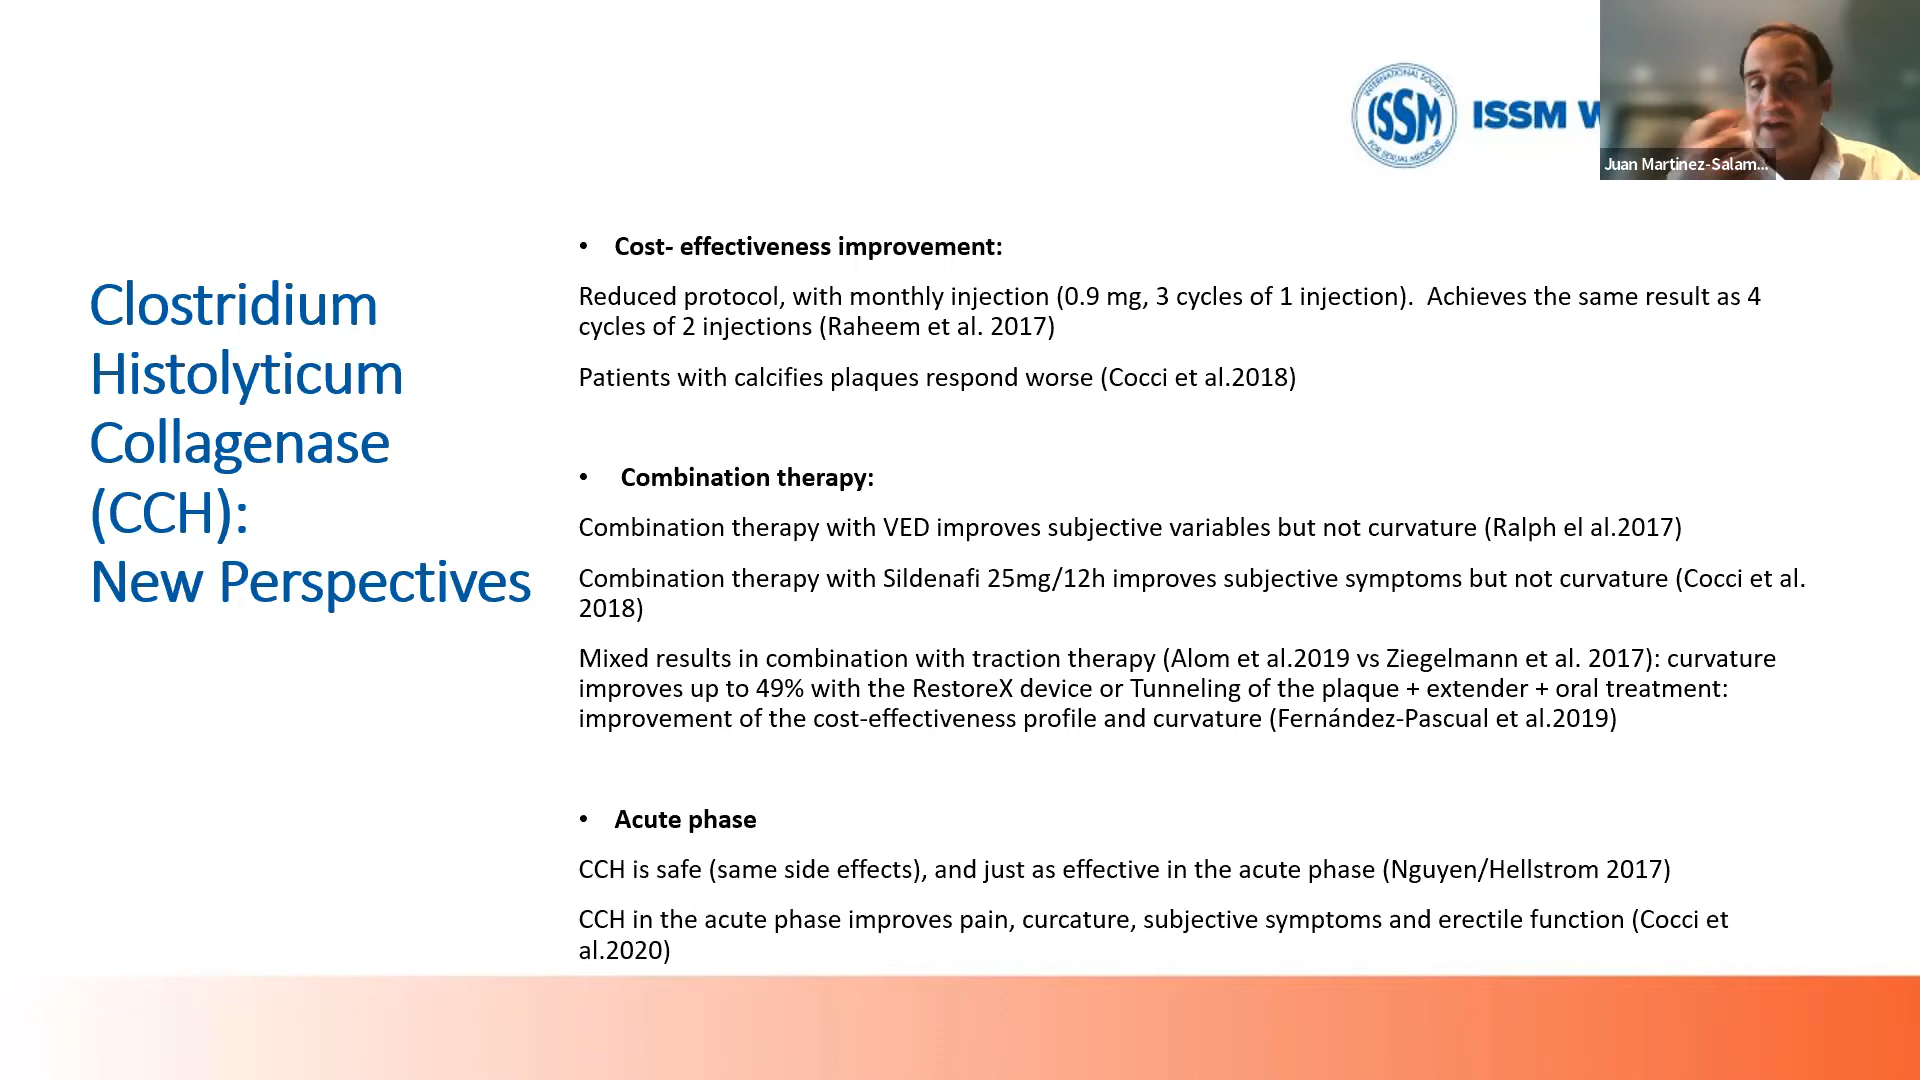 INTERNATIONAL SOCIETY
ISSM
FOR SEXUAL MEDICINE
ISSM W
Juan Martinez-Salam...
Clostridium
Histolyticum
Collagenase
(CCH):
New Perspectives
• Cost- effectiveness improvement:
Reduced protocol, with monthly injection (0.9 mg, 3 cycles of 1 injection). Achieves the same result as 4
cycles of 2 injections (Raheem et al. 2017)
Patients with calcifies plaques respond worse (Cocci et al.2018)
• Combination therapy:
Combination therapy with VED improves subjective variables but not curvature (Ralph el al.2017)
Combination therapy with Sildenafi 25mg/12h improves subjective symptoms but not curvature (Cocci et al.
2018)
Mixed results in combination with traction therapy (Alom et al.2019 vs Ziegelmann et al. 2017): curvature
improves up to 49% with the RestoreX device or Tunneling of the plaque + extender + oral treatment:
improvement of the cost-effectiveness profile and curvature (Fernández-Pascual et al.2019)
• Acute phase
CCH is safe (same side effects), and just as effective in the acute phase (Nguyen/Hellstrom 2017)
CCH in the acute phase improves pain, curcature, subjective symptoms and erectile function (Cocci et
al.2020)